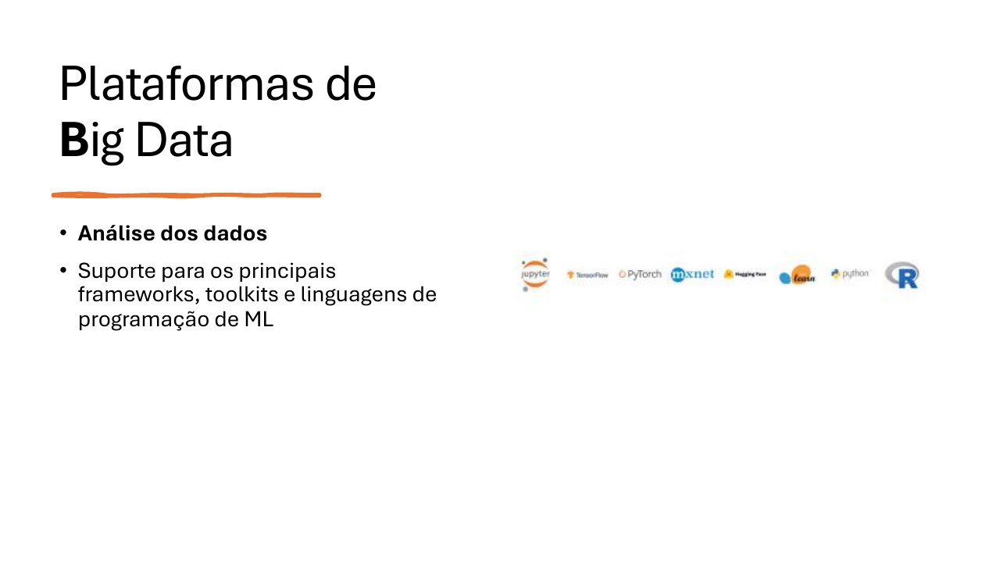 Plataformas de
Big Data
• Análise dos dados
• Suporte para os principais
frameworks, toolkits e linguagens de
programação de ML
jupyter TensorFlow PyTorch mxnet Hugging Face learn python R